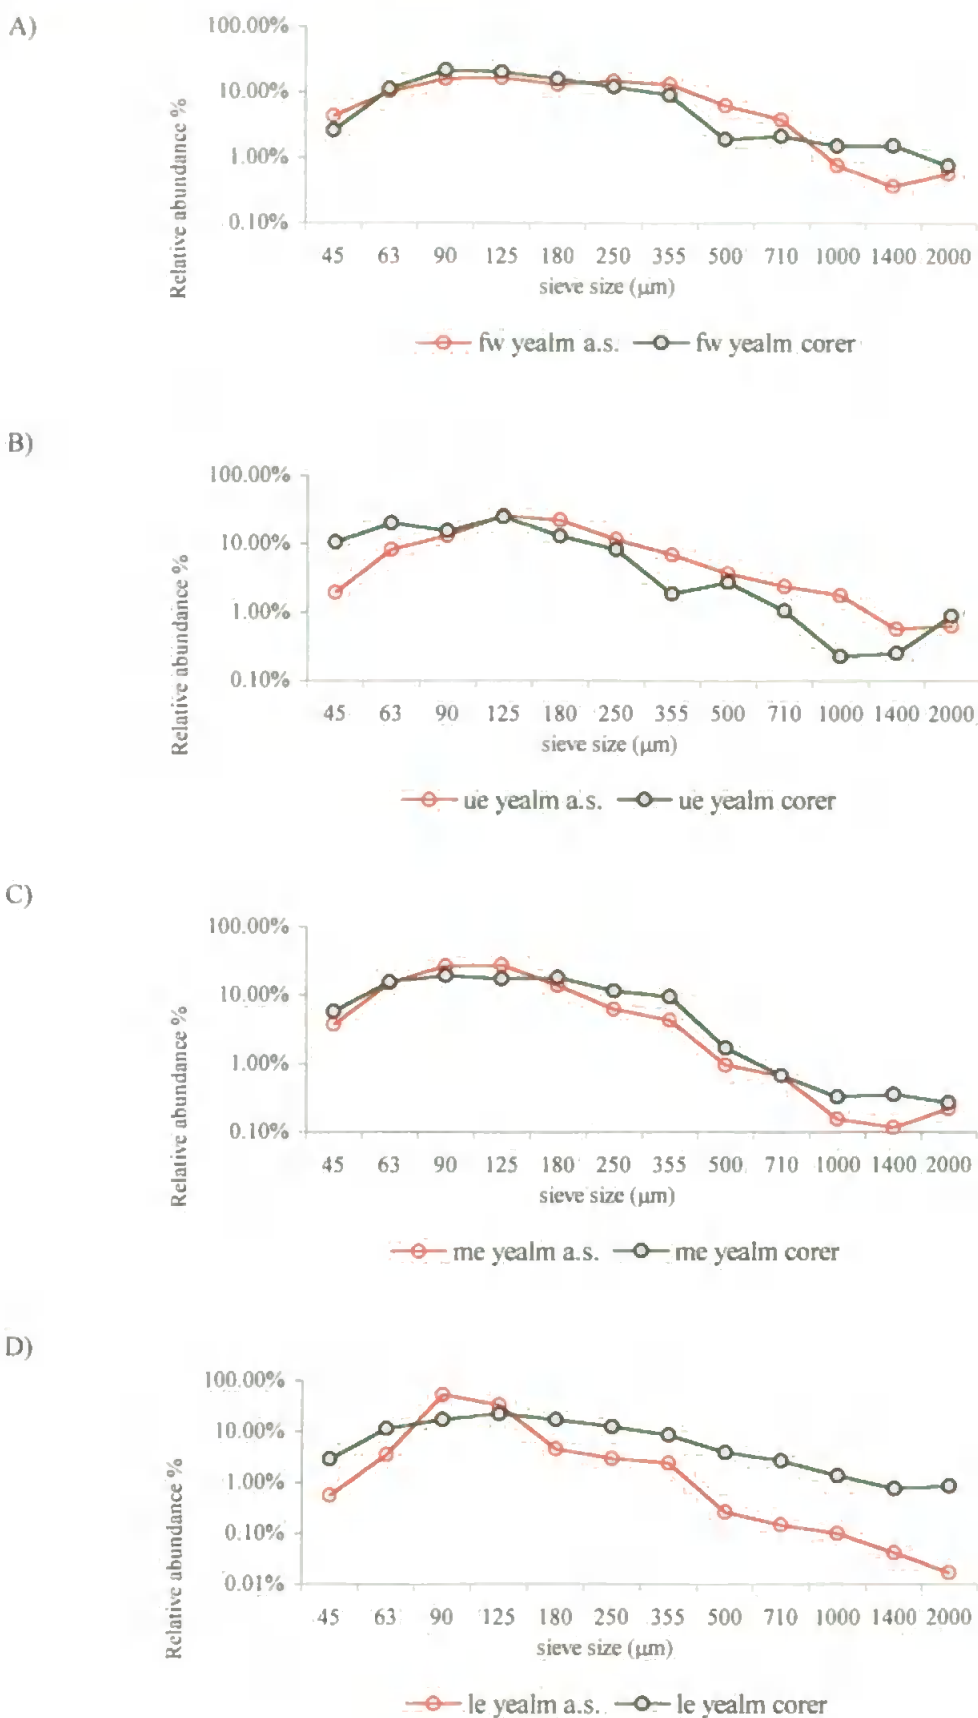 A)
100.00%
10.00%
1.00%
0.10%
Relative abundance %
45 63 90 125 180 250 355 500 710 1000 1400 2000
sieve size (µm)
fw yealm a.s. fw yealm corer
B)
100.00%
10.00%
1.00%
0.10%
Relative abundance %
45 63 90 125 180 250 355 500 710 1000 1400 2000
sieve size (µm)
ue yealm a.s. ue yealm corer
C)
100.00%
10.00%
1.00%
0.10%
Relative abundance %
45 63 90 125 180 250 355 500 710 1000 1400 2000
sieve size (µm)
me yealm a.s. me yealm corer
D)
100.00%
10.00%
1.00%
0.10%
0.01%
Relative abundance %
45 63 90 125 180 250 355 500 710 1000 1400 2000
sieve size (µm)
le yealm a.s. le yealm corer